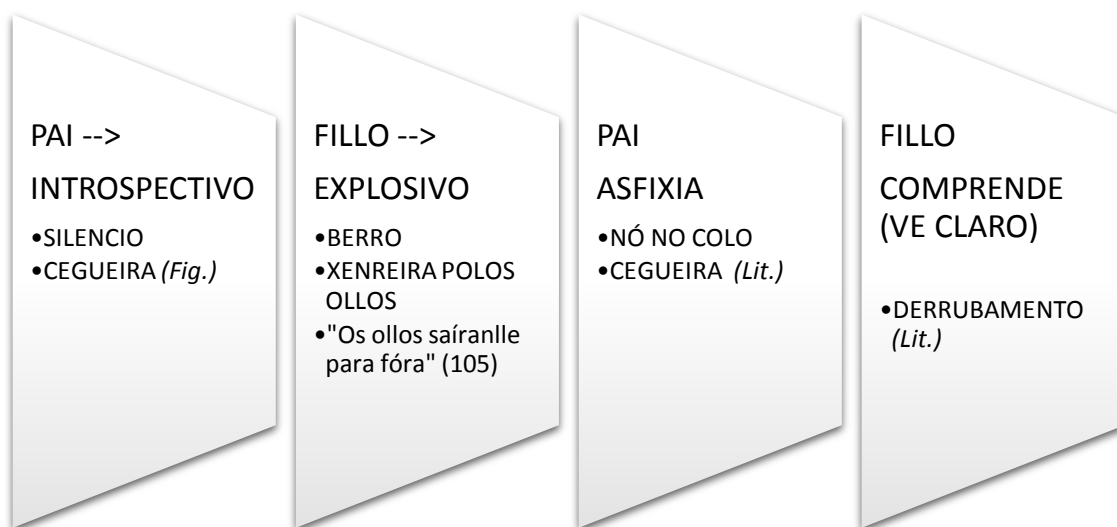 PAI -->
INTROSPECTIVO
•SILENCIO
•CEGUEIRA (Fig.)
FILLO -->
EXPLOSIVO
•BERRO
•XENREIRA POLOS
OLLOS
•"Os ollos saíranlle
para fóra" (105)
PAI
ASFIXIA
•NÓ NO COLO
•CEGUEIRA (Lit.)
FILLO
COMPRENDE
(VE CLARO)
•DERRUBAMENTO
(Lit.)